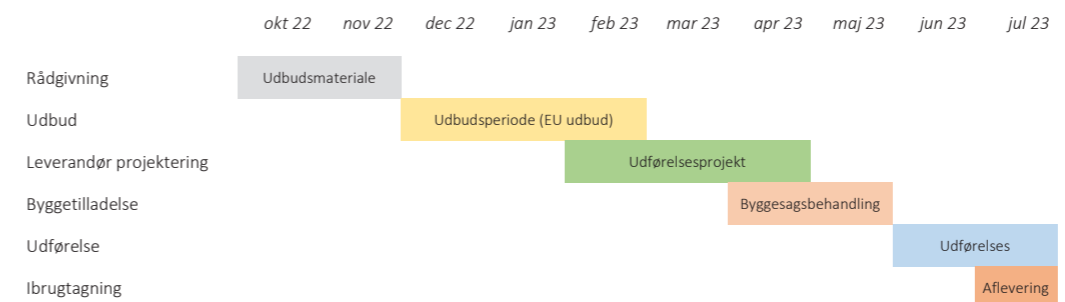 okt 22 nov 22 dec 22 jan 23 feb 23 mar 23 apr 23 maj 23 jun 23 jul 23
Rådgivning Udbudsmateriale
Udbud Udbudsperiode (EU udbud)
Leverandør projektering Udførelsesprojekt
Byggetilladelse Byggesagsbehandling
Udførelse Udførelses
Ibrugtagning Aflevering